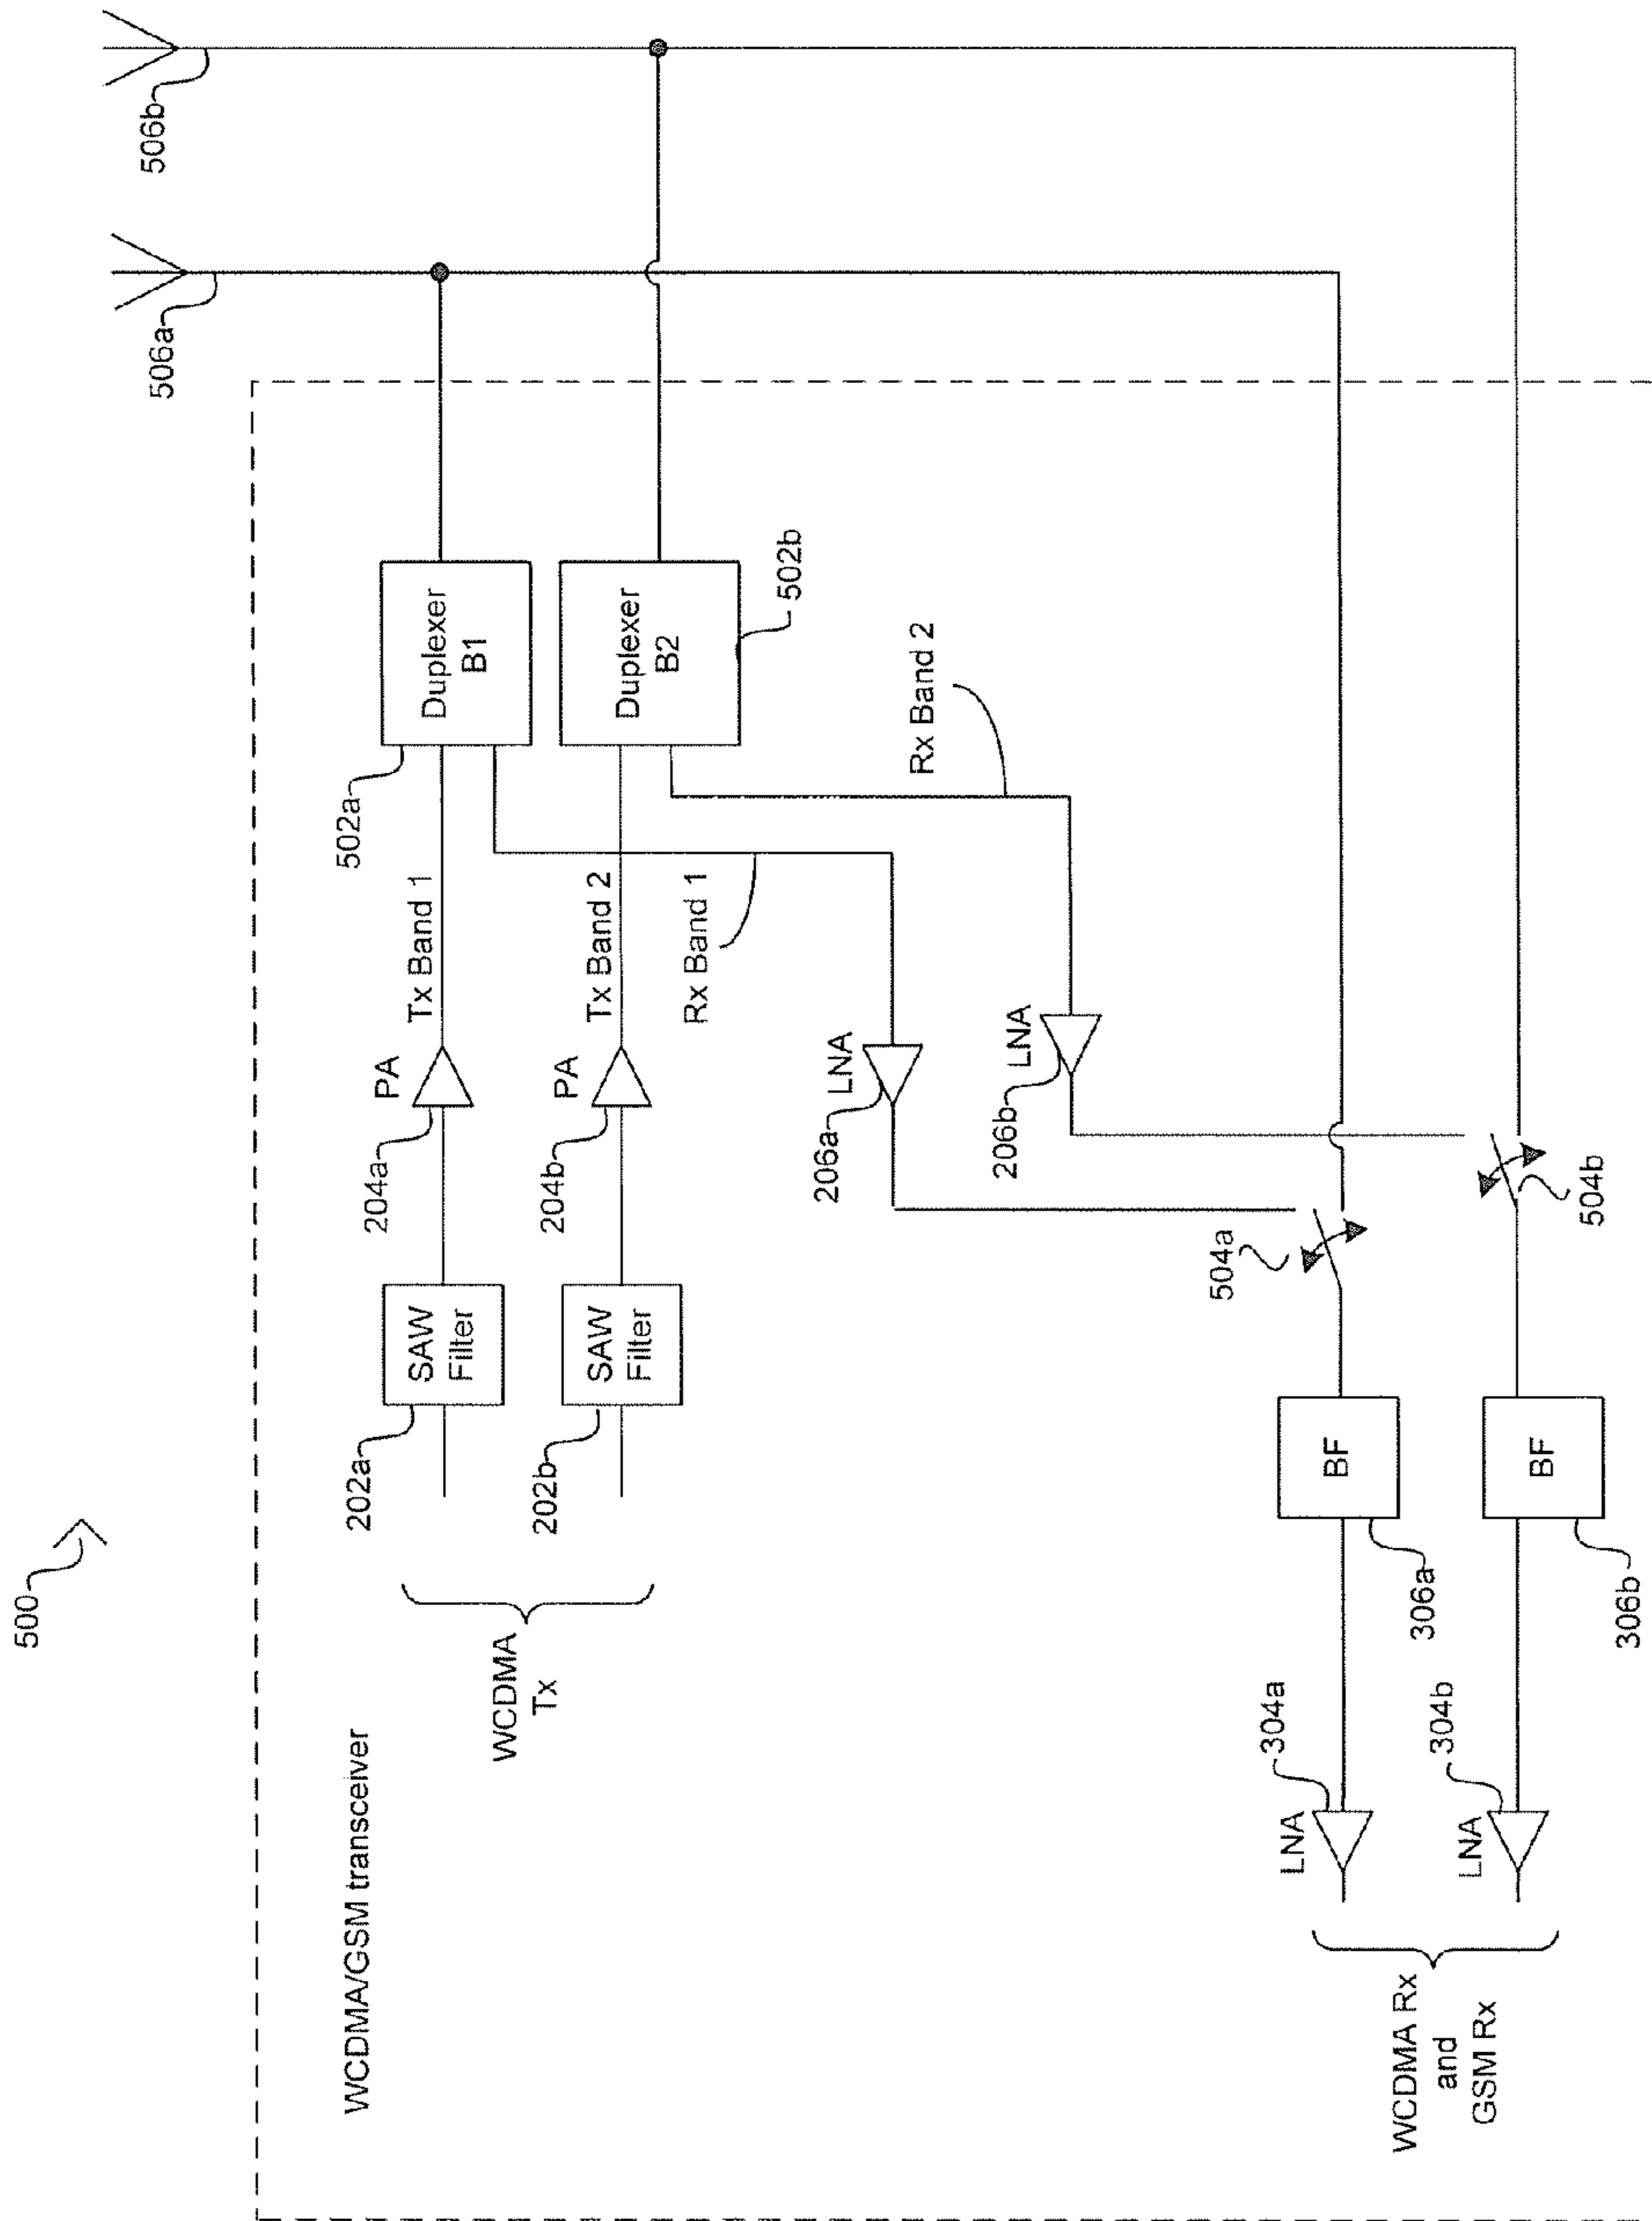 500
WCDMA/GSM transceiver
WCDMA
Tx
202a
SAW
Filter
204a
PA
Tx Band 1
502a
Duplexer
B1
506a
506b
202b
SAW
Filter
204b
PA
Tx Band 2
Duplexer
B2
502b
Rx Band 1
Rx Band 2
206a
LNA
206b
LNA
504a
504b
WCDMA Rx
and
GSM Rx
LNA
304a
BF
306a
LNA
304b
BF
306b